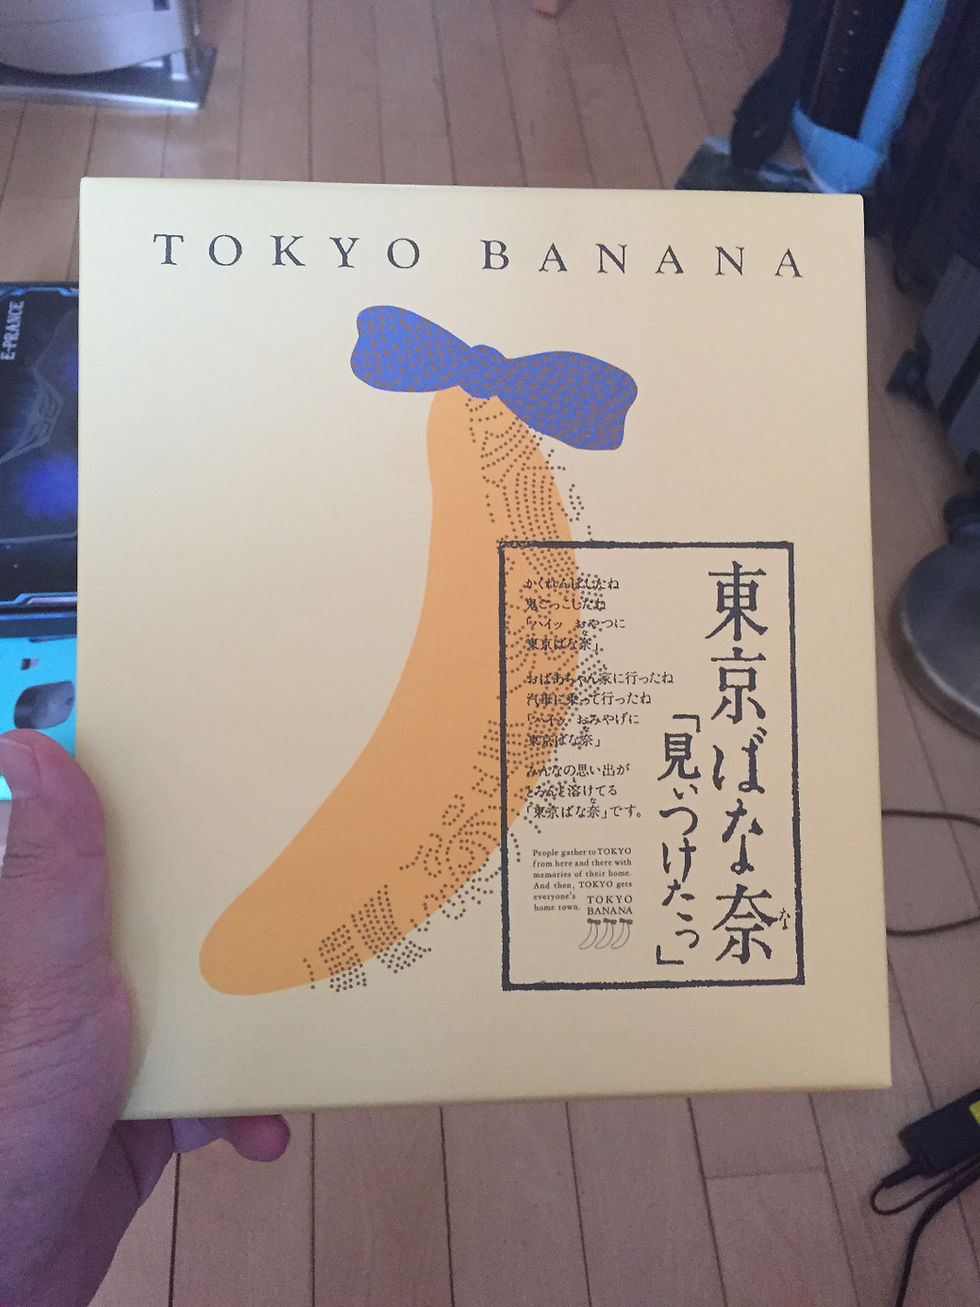 TOKYO BANANA
東京ばな奈
な
「見ぃつけたっ」
かくれんぼしたね
鬼ごっこしたね
「ハイッ おやつに
東京ばな奈」
な
おばあちゃん家に行ったね
汽車に乗って行ったね
「ハイッ おみやげに
東京ばな奈」
な
みんなの思い出が
とろんと溶けてる
「東京ばな奈」です。
な
People gather to TOKYO
from here and there with
memories of their home.
And then, TOKYO gets
everyone's
home town.
TOKYO
BANANA
E-PRANCE